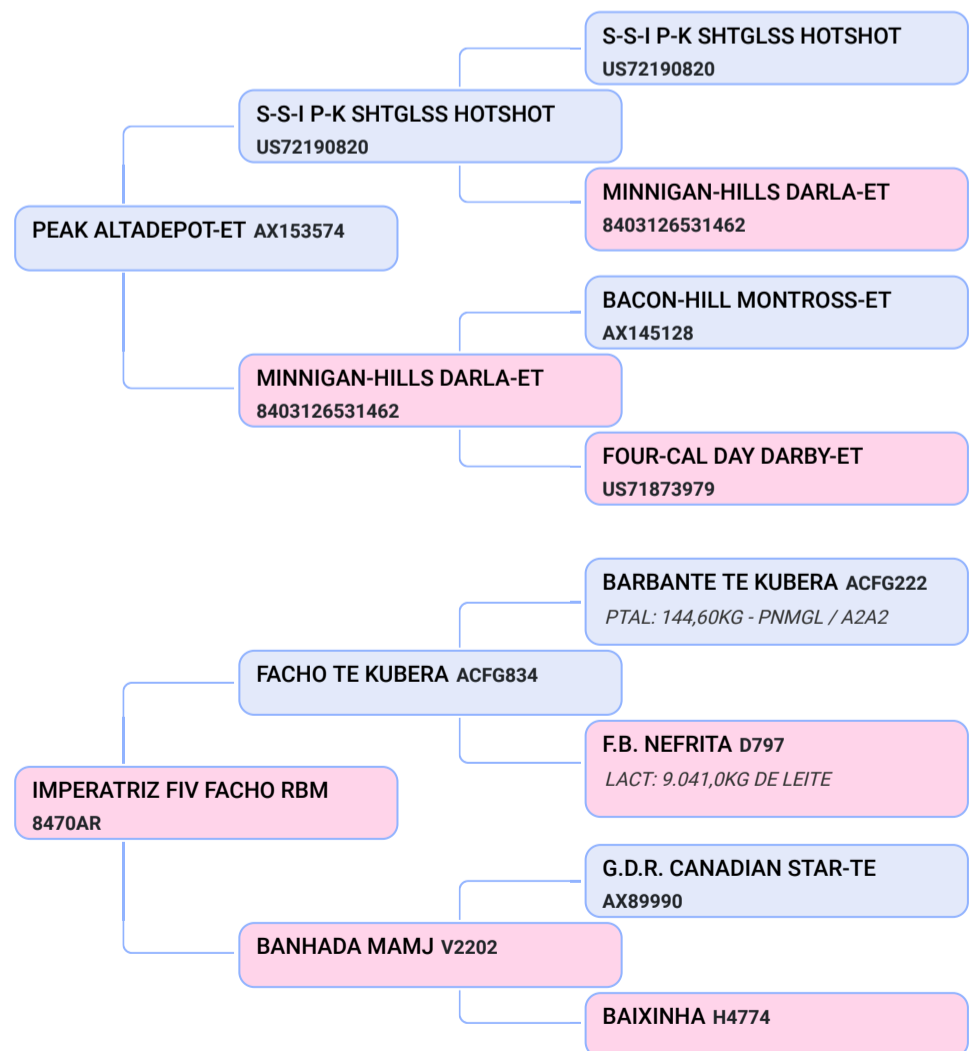 S-S-I P-K SHTGLSS HOTSHOT
US72190820
S-S-I P-K SHTGLSS HOTSHOT
US72190820
MINNIGAN-HILLS DARLA-ET
8403126531462
PEAK ALTADEPOT-ET AX153574
BACON-HILL MONTROSS-ET
AX145128
MINNIGAN-HILLS DARLA-ET
8403126531462
FOUR-CAL DAY DARBY-ET
US71873979
BARBANTE TE KUBERA ACFG222
PTAL: 144,60KG - PNMGL / A2A2
FACHO TE KUBERA ACFG834
F.B. NEFRITA D797
LACT: 9.041,0KG DE LEITE
IMPERATRIZ FIV FACHO RBM
8470AR
G.D.R. CANADIAN STAR-TE
AX89990
BANHADA MAMJ V2202
BAIXINHA H4774